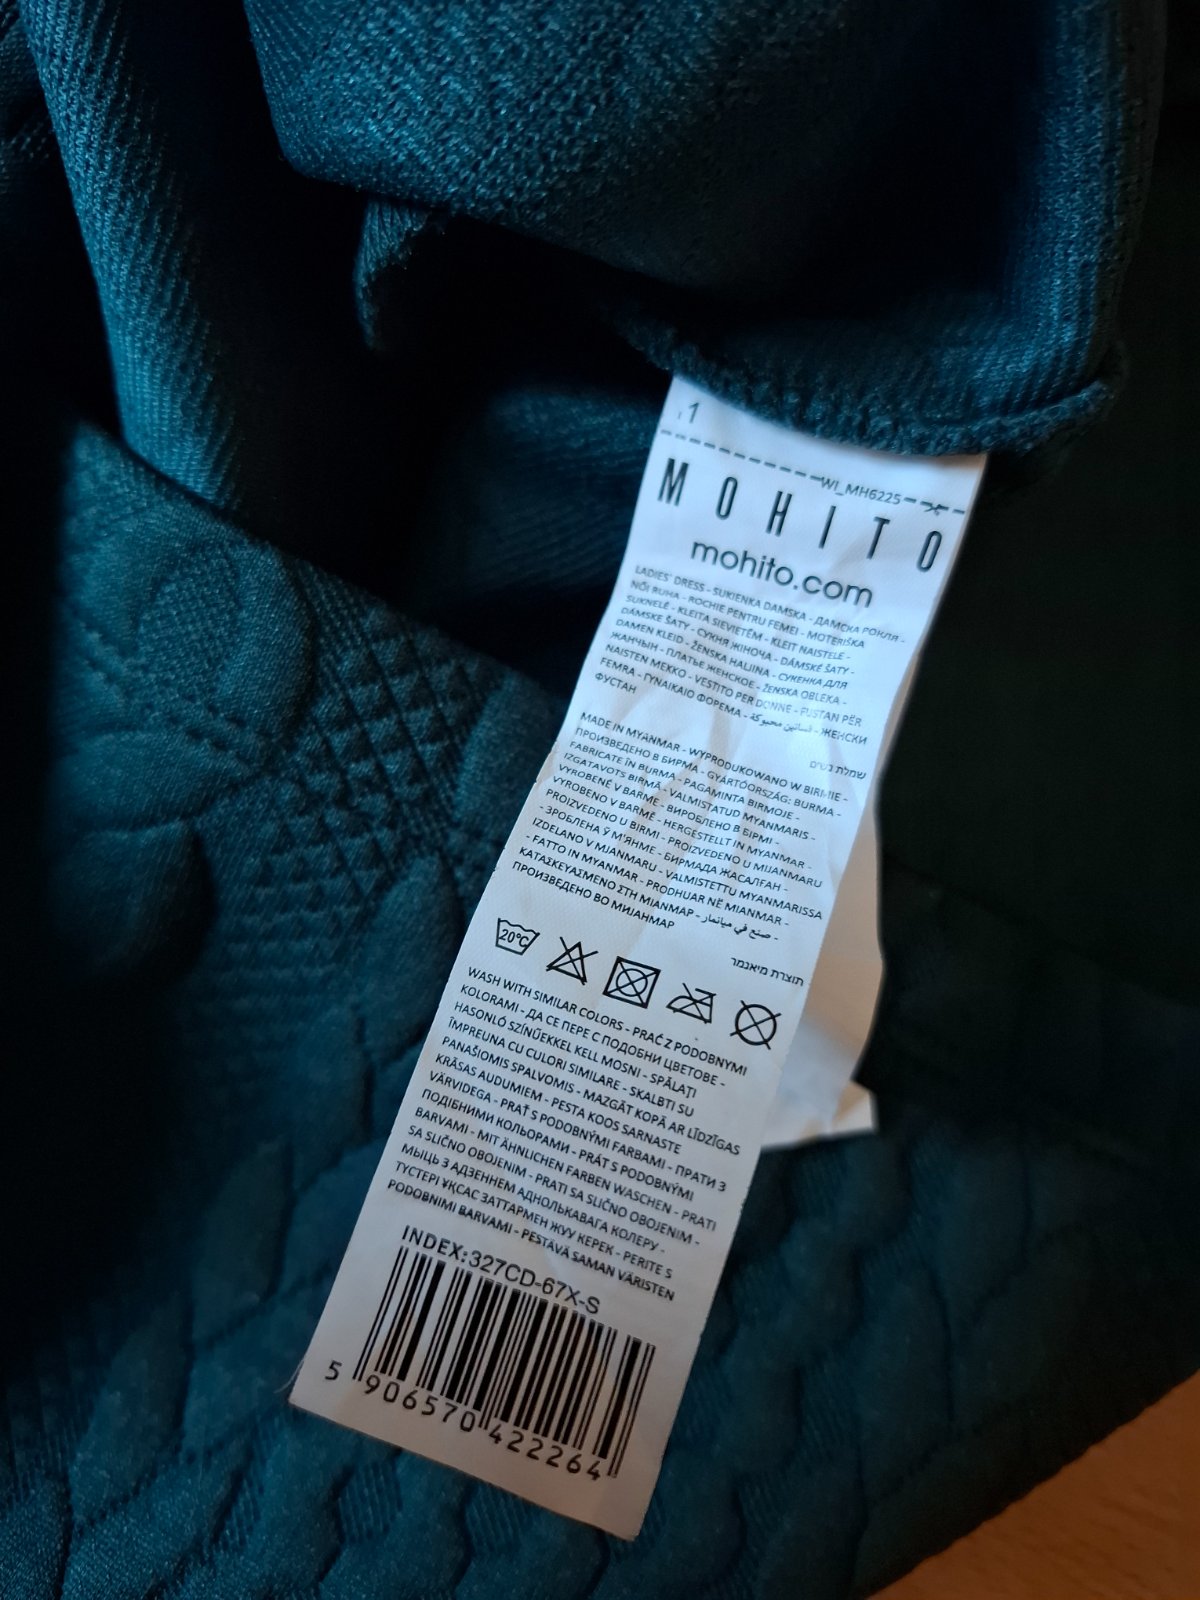 1
WI_MH6225
MOHITO
mohito.com
LADIES' DRESS - SUKIENKA DAMSKA - ДАМСКА РОКЛЯ -
NŐI RUHA - ROCHIE PENTRU FEMEI - MOTERIŠKA
SUKNELĖ - KLEITA SIEVIETĒM - KLEIT NAISTELE -
DÁMSKE ŠATY - СУКНЯ ЖІНОЧА - DÁMSKÉ ŠATY -
DAMEN KLEID - ŽENSKA HALJINA - СУКЕНКА ДЛЯ
ЖАНЧЫН - ПЛАТЬЕ ЖЕНСКОЕ - ŽENSKA OBLEKA -
NAISTEN MEKKO - VESTITO PER DONNE - FUSTAN PËR
FEMRA - ΓΥΝΑΙΚΑΙΟ ΦΟΡΕΜΑ - فساتين محبوكة - ЖЕНСКИ
ФУСТАН
שמלת נשים
MADE IN MYANMAR - WYPRODUKOWANO W BIRMIE -
ПРОИЗВЕДЕНО В БИРМА - GYÁRTÓORSZÁG: BURMA -
FABRICATE ÎN BURMA - PAGAMINTA BIRMOJE -
IZGATAVOTS BIRMĀ - VALMISTATUD MYANMARIS -
VYROBENÉ V BARME - ВИРОБЛЕНО В БІРМІ -
VYROBENO V BARMĚ - HERGESTELLT IN MYANMAR -
PROIZVEDENO U BIRMI - PROIZVEDENO U MIJANMARU
- ЗРОБЛЕНА Ў М'ЯНМЕ - БИРМАДА ЖАСАЛҒАН -
IZDELANO V MJANMARU - VALMISTETTU MYANMARISSA
- FATTO IN MYANMAR - PRODHUAR NË MIANMAR -
ΚΑΤΑΣΚΕΥΑΣΜΕΝΟ ΣΤΗ ΜΙΑΝΜΑΡ - صنع في ميانمار -
ПРОИЗВЕДЕНО ВО МИЈАНМАР
תוצרת מיאנמר
20°C
WASH WITH SIMILAR COLORS - PRAĆ Z PODOBNYMI
KOLORAMI - ДА СЕ ПЕРЕ С ПОДОБНИ ЦВЕТОВЕ -
HASONLÓ SZÍNŰEKKEL KELL MOSNI - SPĂLAŢI
ÎMPREUNA CU CULORI SIMILARE - SKALBTI SU
PANAŠIOMIS SPALVOMIS - MAZGĀT KOPĀ AR LĪDZĪGAS
KRĀSAS AUDUMIEM - PESTA KOOS SARNASTE
VÄRVIDEGA - PRAŤ S PODOBNÝMI FARBAMI - ПРАТИ З
ПОДІБНИМИ КОЛЬОРАМИ - PRÁT S PODOBNÝMI
BARVAMI - MIT ÄHNLICHEN FARBEN WASCHEN - PRATI
SA SLIČNO OBOJENIM - PRATI SA SLIČNO OBOJENIM -
МЫЦЬ З АДЗЕННЕМ АДНОЛЬКАВАГА КОЛЕРУ -
ТҮСТЕРІ ҰҚСАС ЗАТТАРМЕН ЖУУ КЕРЕК - PERITE S
PODOBNIMI BARVAMI - PESTÄVÄ SAMAN VÄRISTEN
INDEX:327CD-67X-S
5 906570 422264